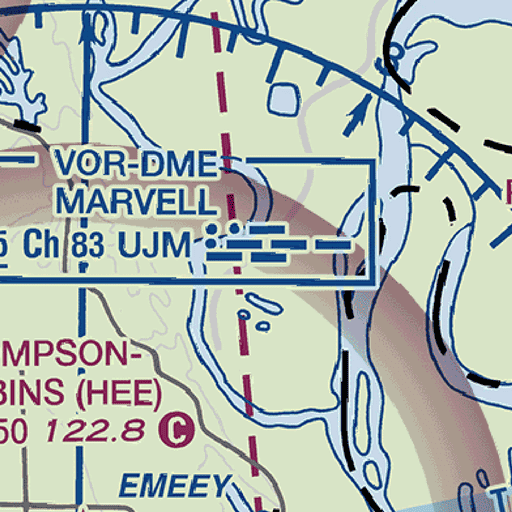 VOR-DME
MARVELL
5 Ch 83 UJM
MPSON-
BINS (HEE)
50 122.8 C
EMEEY